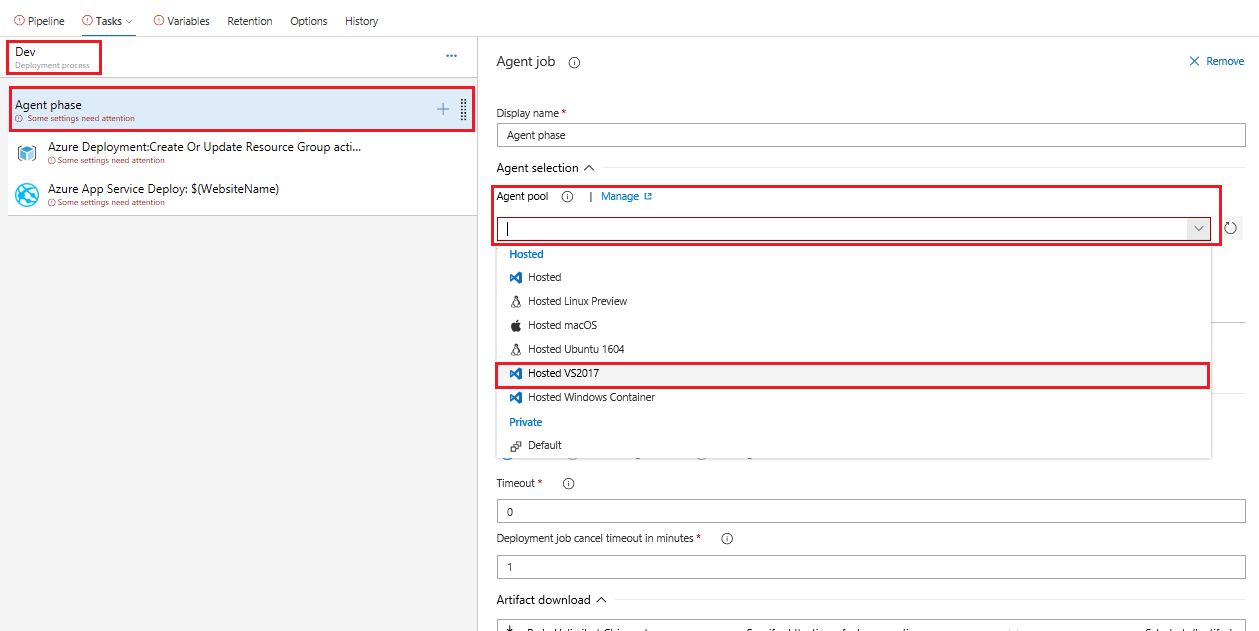 Pipeline Tasks Variables Retention Options History
Dev
Deployment process
...
Agent phase
Some settings need attention
Azure Deployment:Create Or Update Resource Group acti...
Some settings need attention
Azure App Service Deploy: $(WebsiteName)
Some settings need attention
Agent job
Remove
Display name *
Agent phase
Agent selection
Agent pool | Manage
Hosted
Hosted
Hosted Linux Preview
Hosted macOS
Hosted Ubuntu 1604
Hosted VS2017
Hosted Windows Container
Private
Default
Timeout *
0
Deployment job cancel timeout in minutes *
1
Artifact download